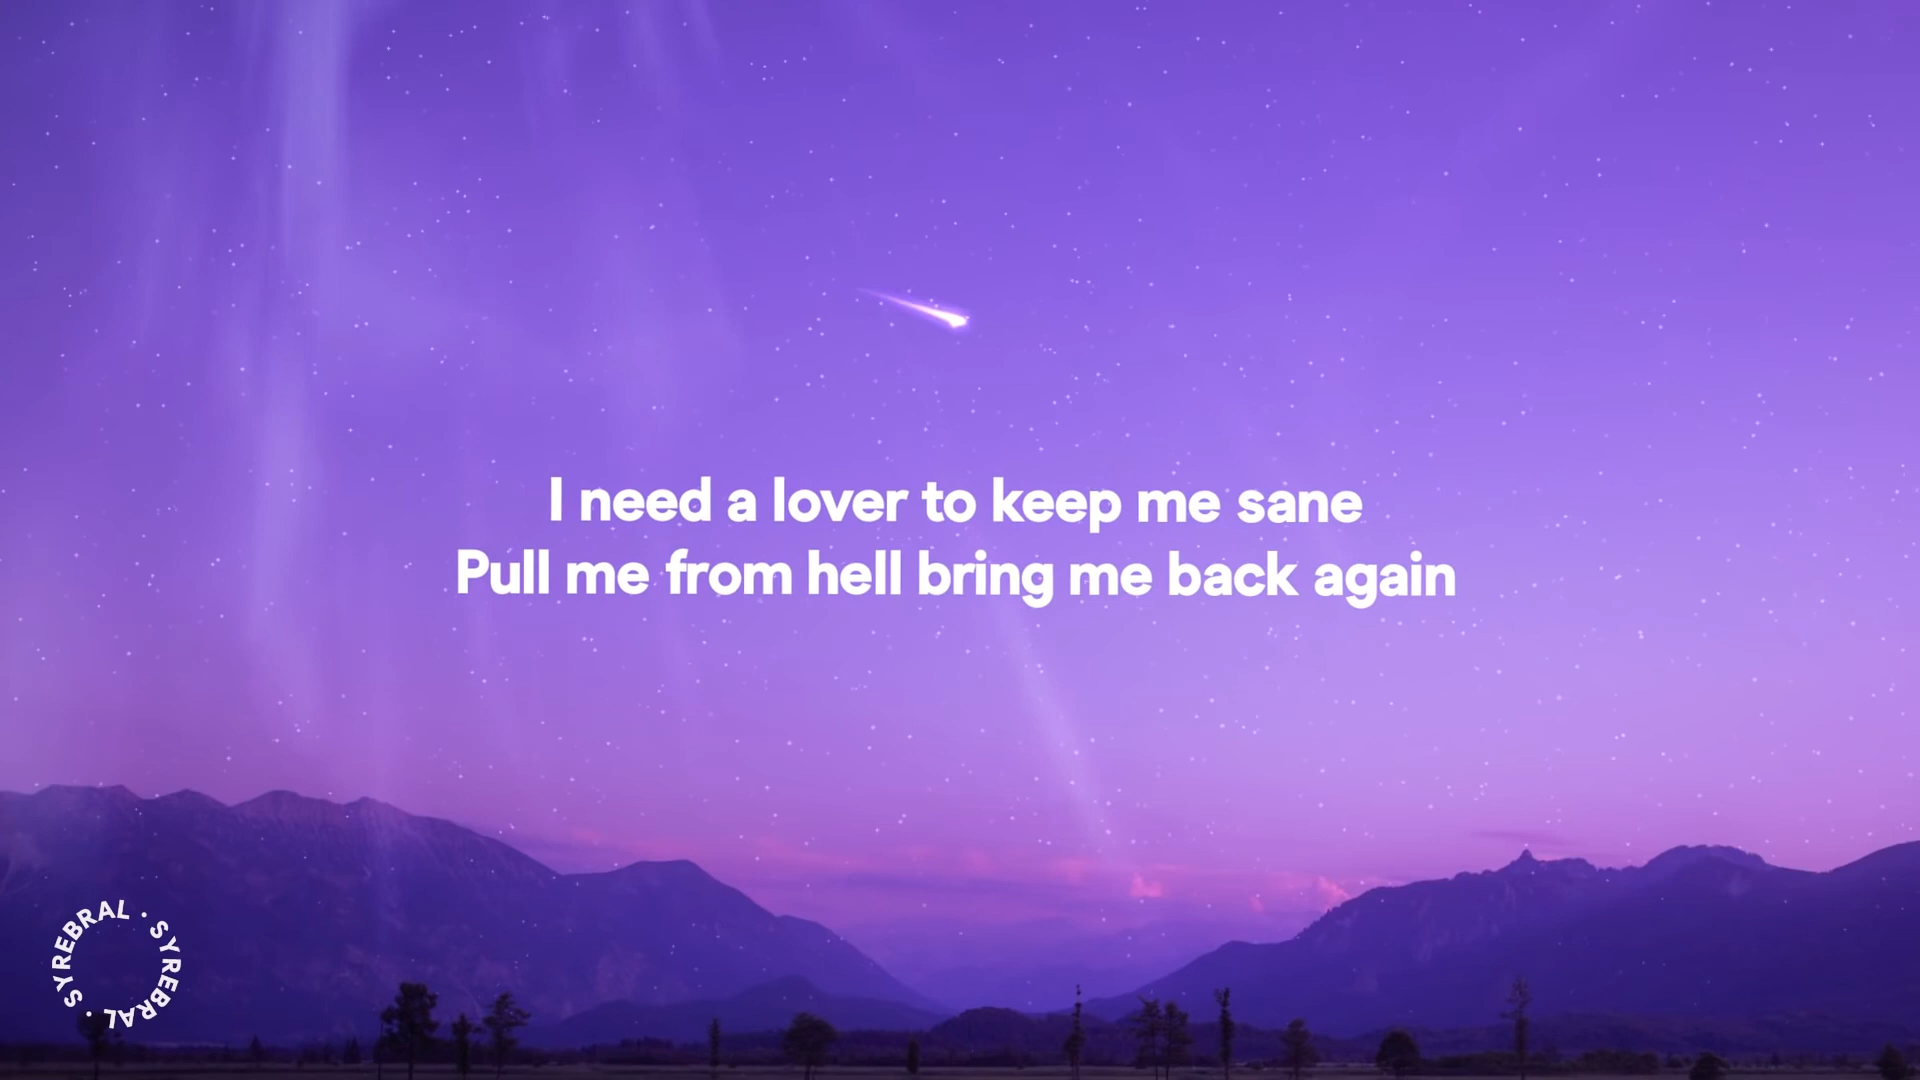 I need a lover to keep me sane
Pull me from hell bring me back again
SYREBRAL · SYREBRAL ·